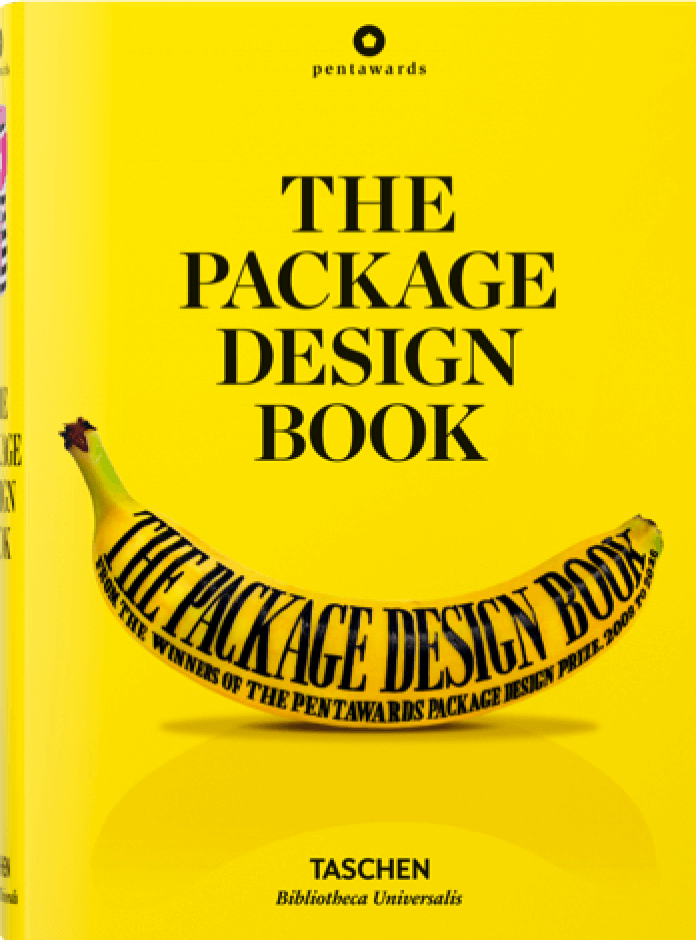 pentawards
THE
PACKAGE
DESIGN
BOOK
THE PACKAGE DESIGN BOOK
FROM THE WINNERS OF THE PENTAWARDS PACKAGE DESIGN PRIZE. 2008 TO 2016
TASCHEN
Bibliotheca Universalis